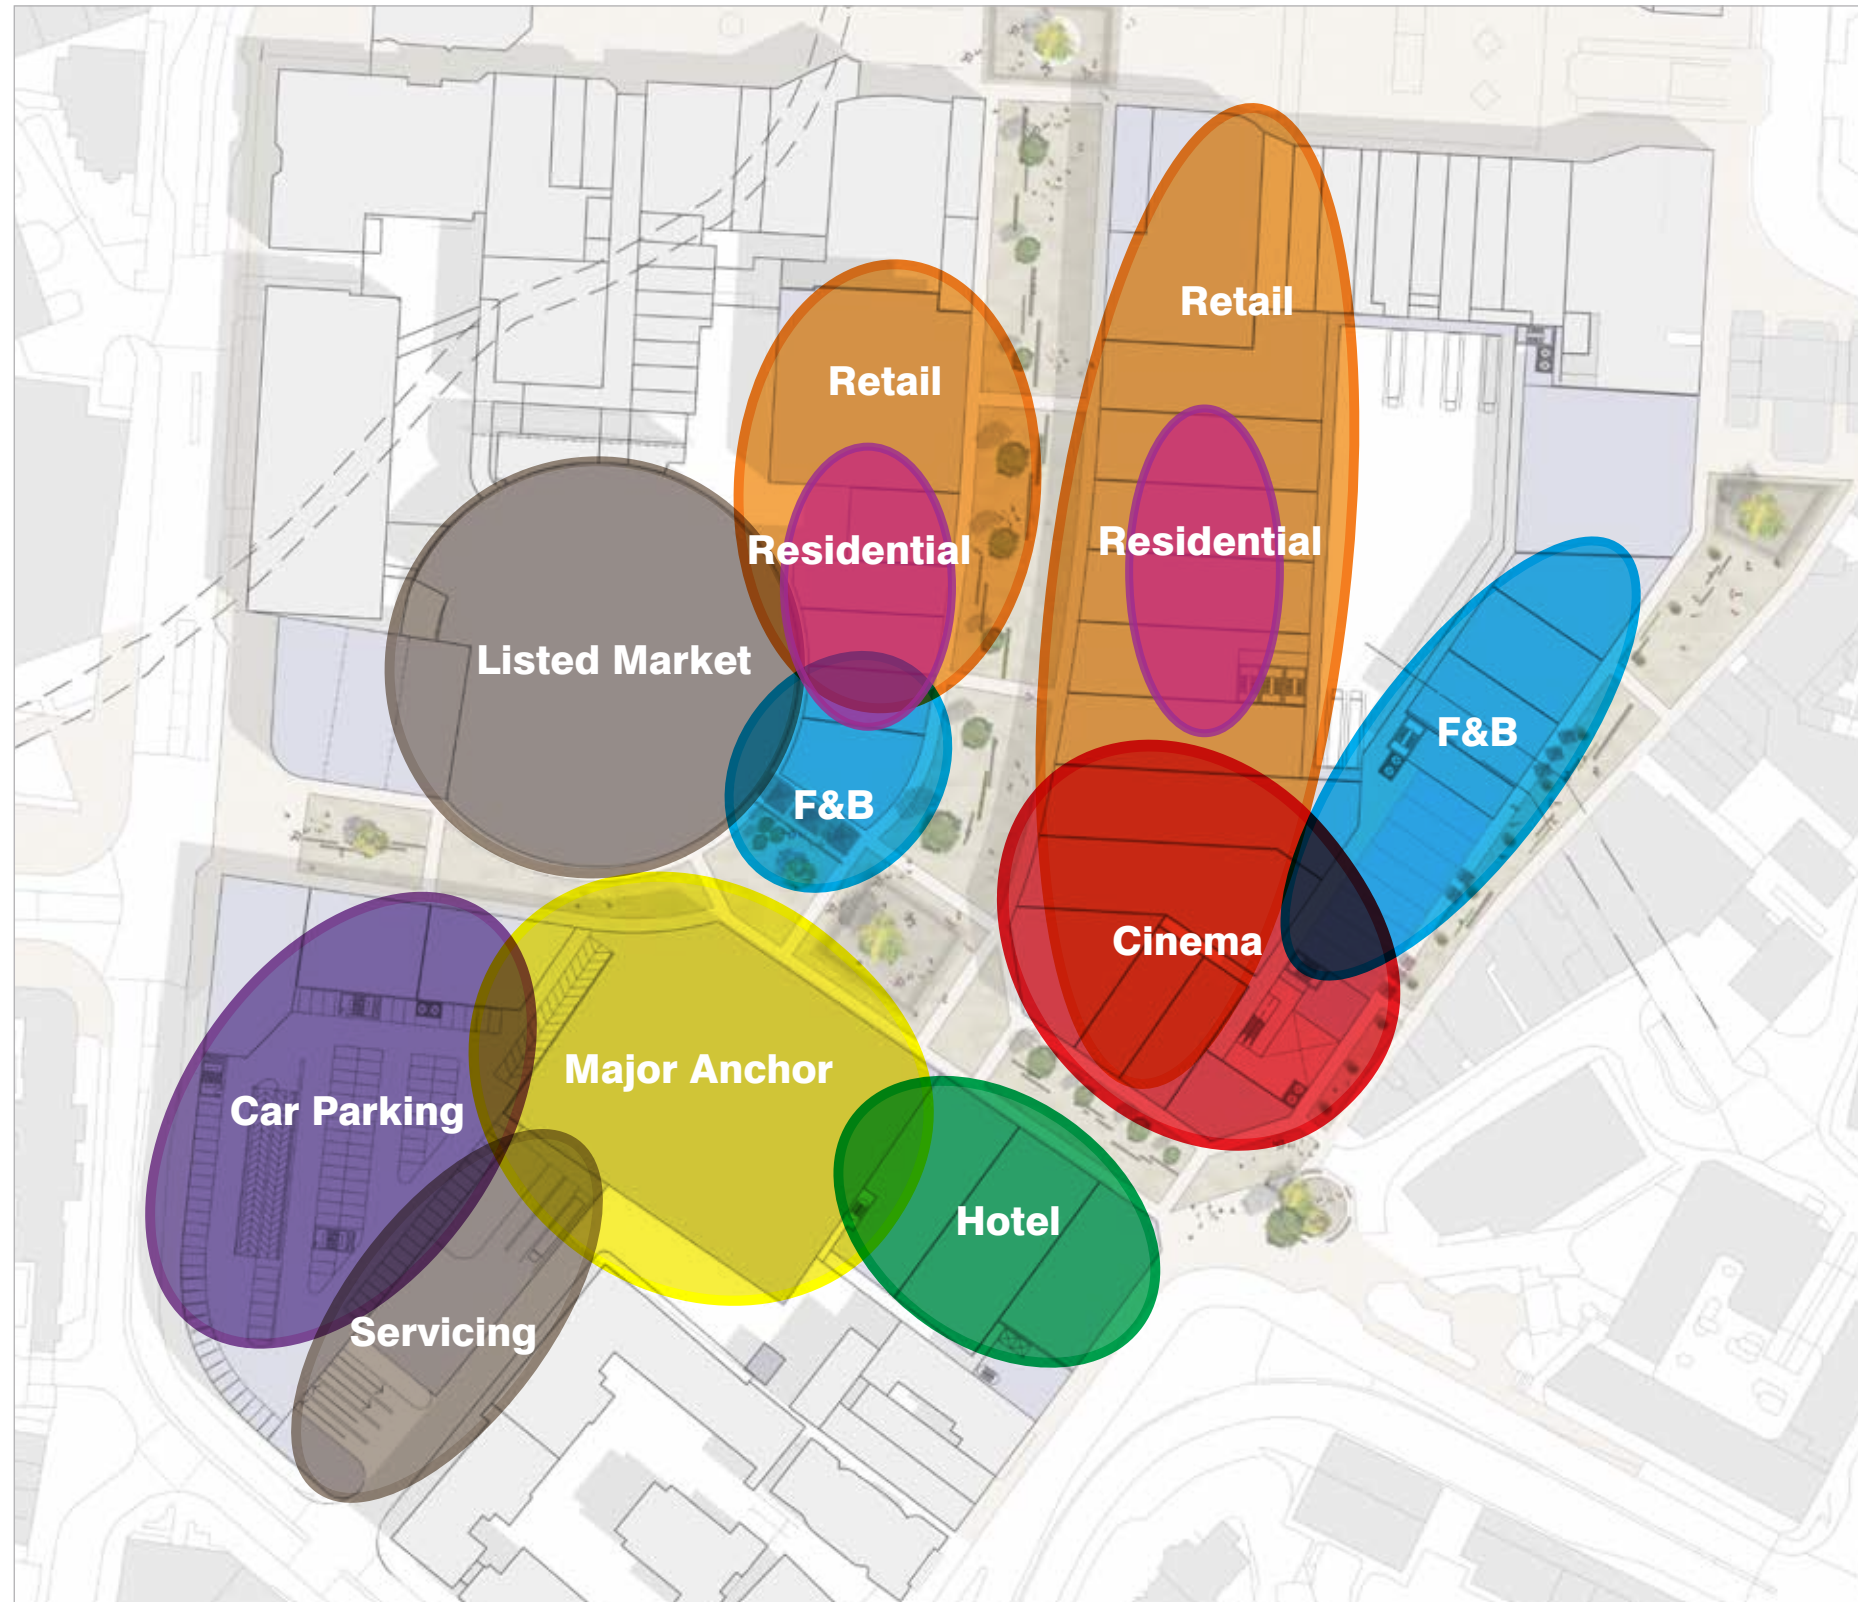 Retail
Retail
Residential
Residential
Listed Market
F&B
F&B
Cinema
Major Anchor
Car Parking
Hotel
Servicing